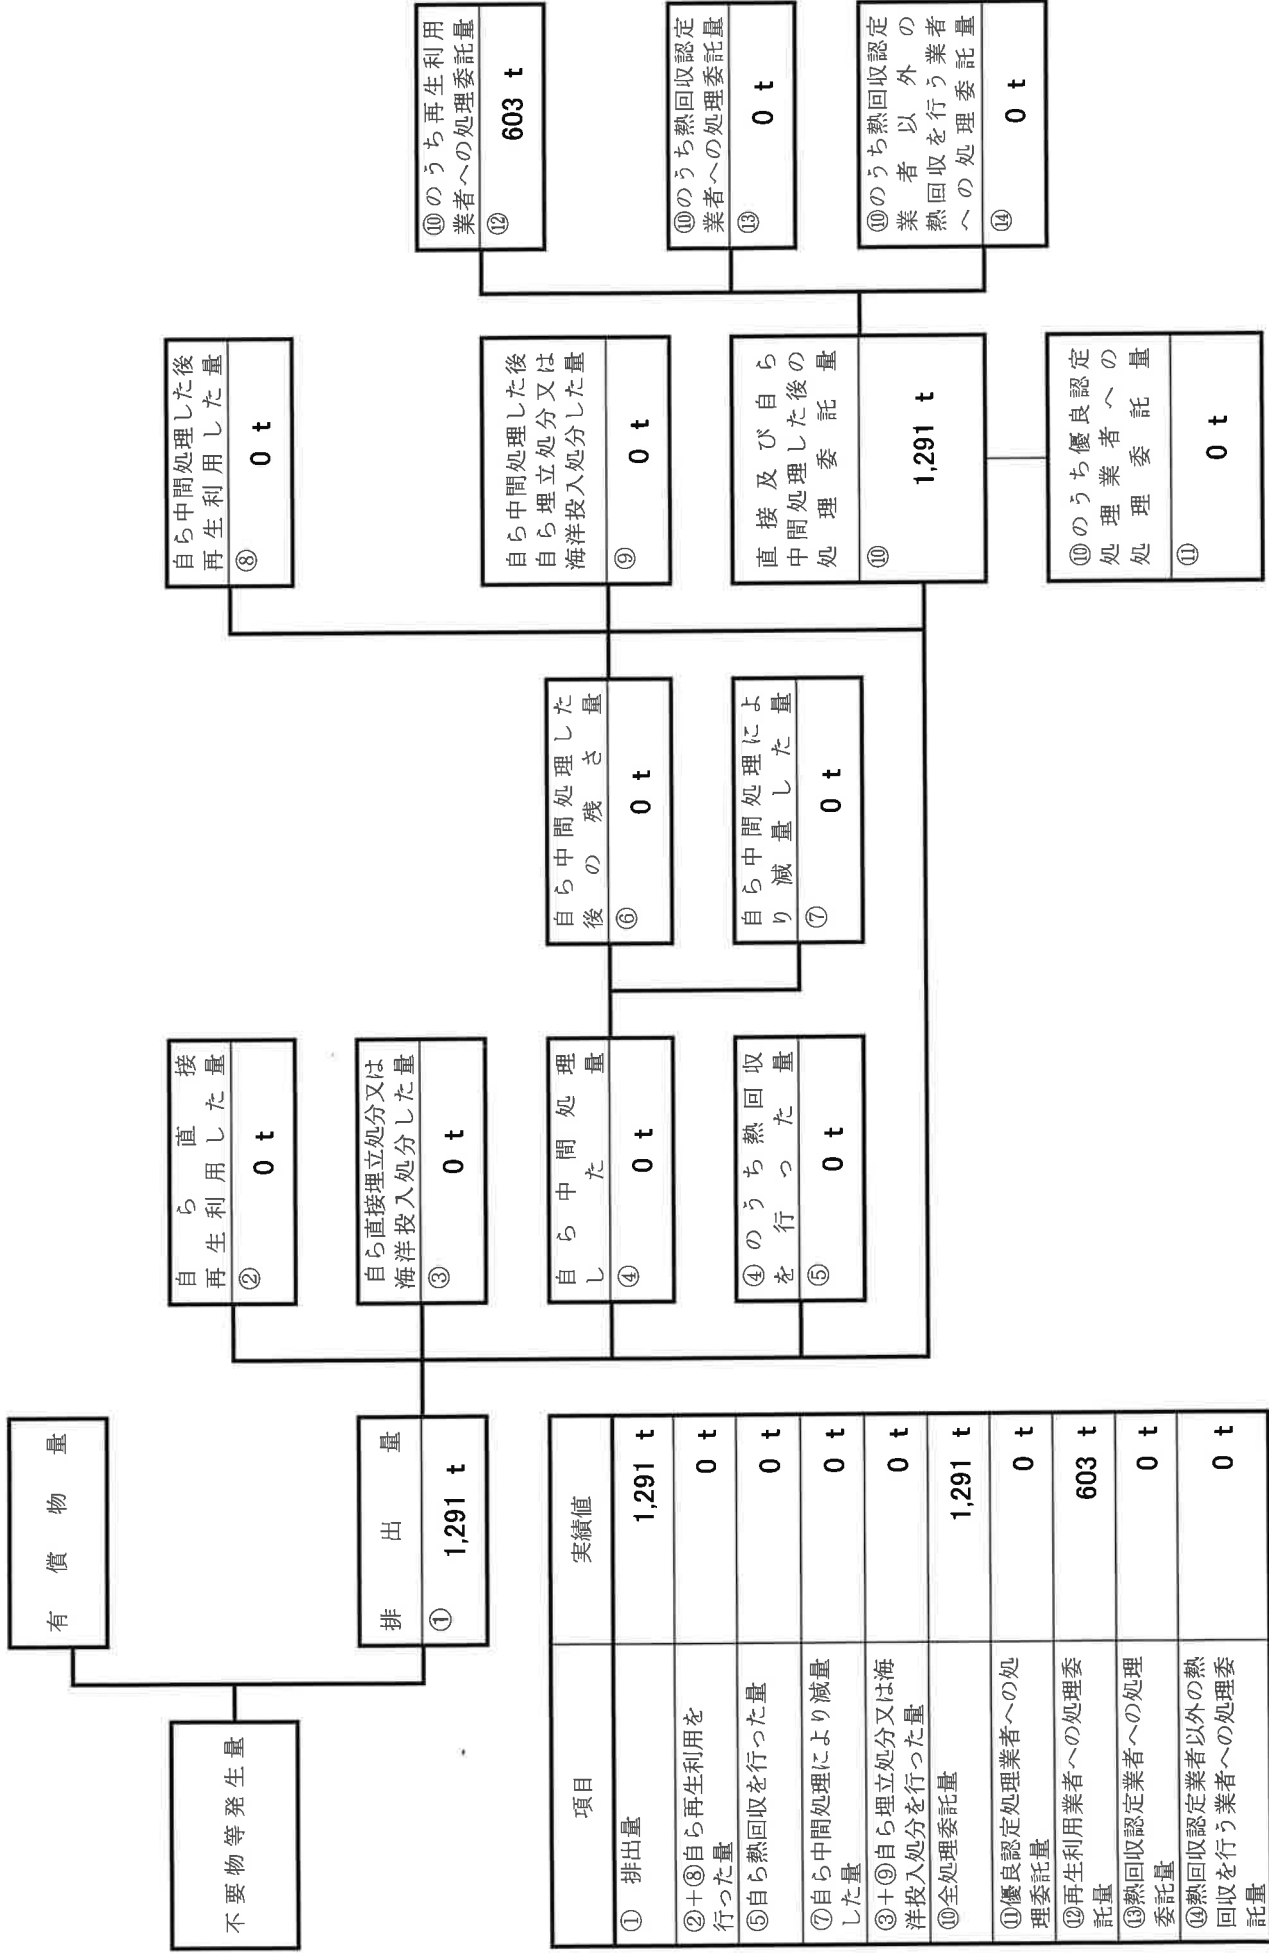 不要物等発生量
有償物量
排出量
① 1,291 t
自ら直接
再生利用した量
② 0 t
自ら直接埋立処分又は
海洋投入処分した量
③ 0 t
自ら中間処理
した量
④ 0 t
④のうち熱回収
を行った量
⑤ 0 t
自ら中間処理した
後の残さ量
⑥ 0 t
自ら中間処理によ
り減量した量
⑦ 0 t
自ら中間処理した後
再生利用した量
⑧ 0 t
自ら中間処理した後
自ら埋立処分又は
海洋投入処分した量
⑨ 0 t
直接及び自ら
中間処理した後の
処理委託量
⑩ 1,291 t
⑩のうち優良認定
処理業者への
処理委託量
⑪ 0 t
⑩のうち再生利用
業者への処理委託量
⑫ 603 t
⑩のうち熱回収認定
業者への処理委託量
⑬ 0 t
⑩のうち熱回収認定
業者以外の
熱回収を行う業者
への処理委託量
⑭ 0 t
項目 実績値
① 排出量 1,291 t
②+⑧自ら再生利用を
行った量 0 t
⑤自ら熱回収を行った量 0 t
⑦自ら中間処理により減量
した量 0 t
③+⑨自ら埋立処分又は海
洋投入処分を行った量 0 t
⑩全処理委託量 1,291 t
⑪優良認定処理業者への処
理委託量 0 t
⑫再生利用業者への処理委
託量 603 t
⑬熱回収認定業者への処理
委託量 0 t
⑭熱回収認定業者以外の熱
回収を行う業者への処理委
託量 0 t